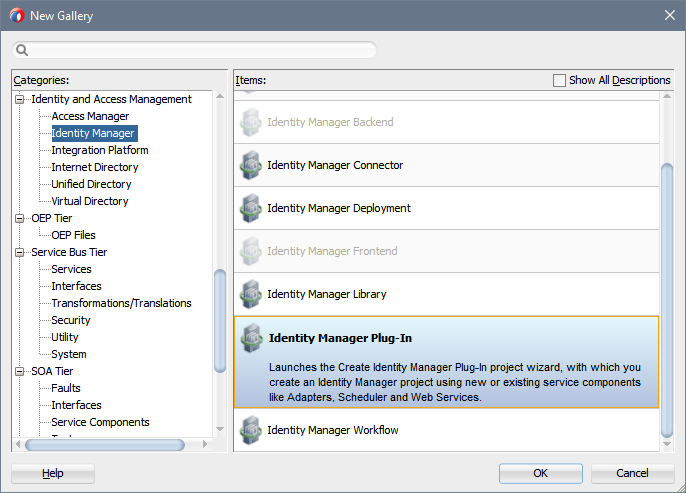 New Gallery
Categories:
Identity and Access Management
Access Manager
Identity Manager
Integration Platform
Internet Directory
Unified Directory
Virtual Directory
OEP Tier
OEP Files
Service Bus Tier
Services
Interfaces
Transformations/Translations
Security
Utility
System
SOA Tier
Faults
Interfaces
Service Components
Items:
Show All Descriptions
Identity Manager Backend
Identity Manager Connector
Identity Manager Deployment
Identity Manager Frontend
Identity Manager Library
Identity Manager Plug-In
Launches the Create Identity Manager Plug-In project wizard, with which you
create an Identity Manager project using new or existing service components
like Adapters, Scheduler and Web Services.
Identity Manager Workflow
Help
OK
Cancel